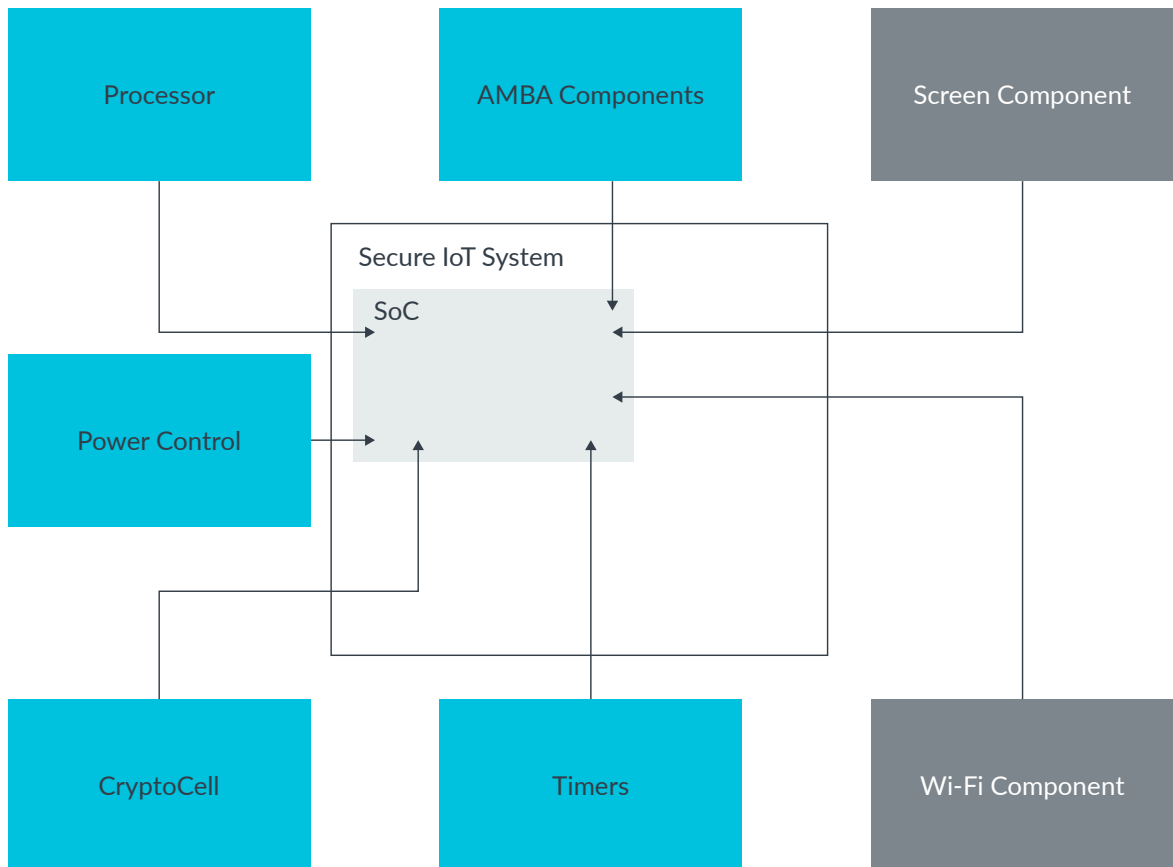 Processor
AMBA Components
Screen Component
Secure IoT System
SoC
Power Control
CryptoCell
Timers
Wi-Fi Component